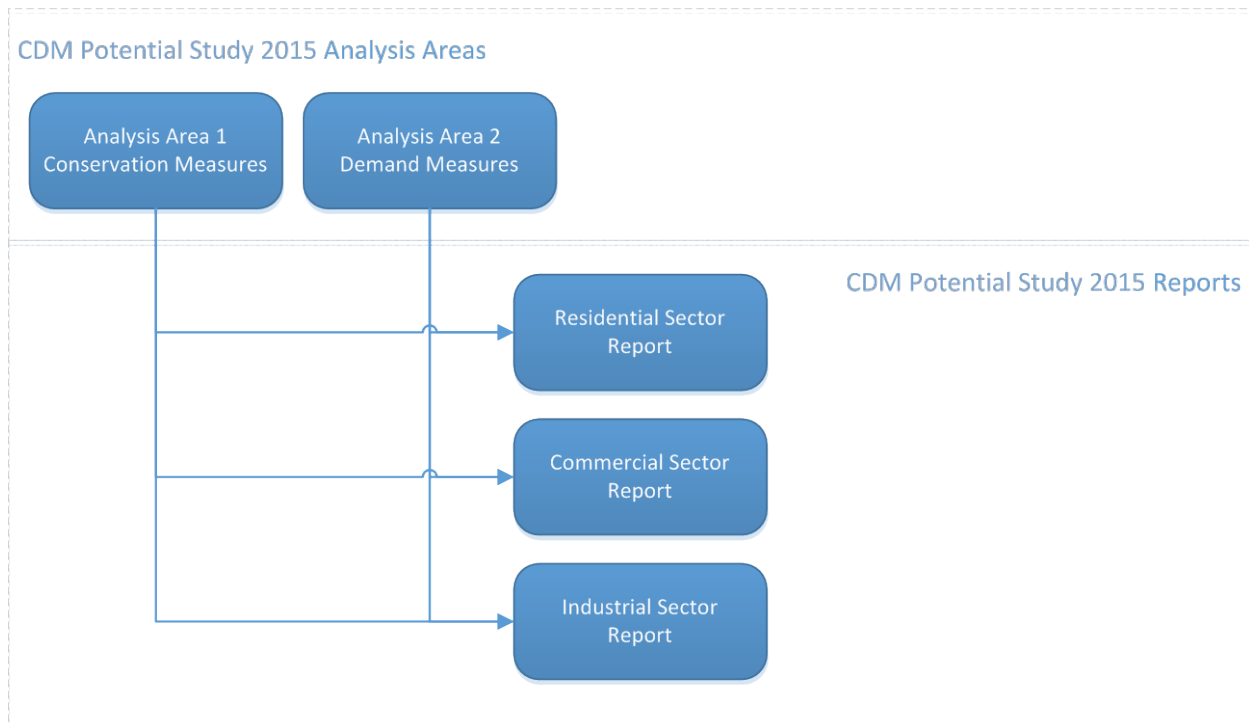 CDM Potential Study 2015 Analysis Areas
Analysis Area 1
Conservation Measures
Analysis Area 2
Demand Measures
CDM Potential Study 2015 Reports
Residential Sector
Report
Commercial Sector
Report
Industrial Sector
Report